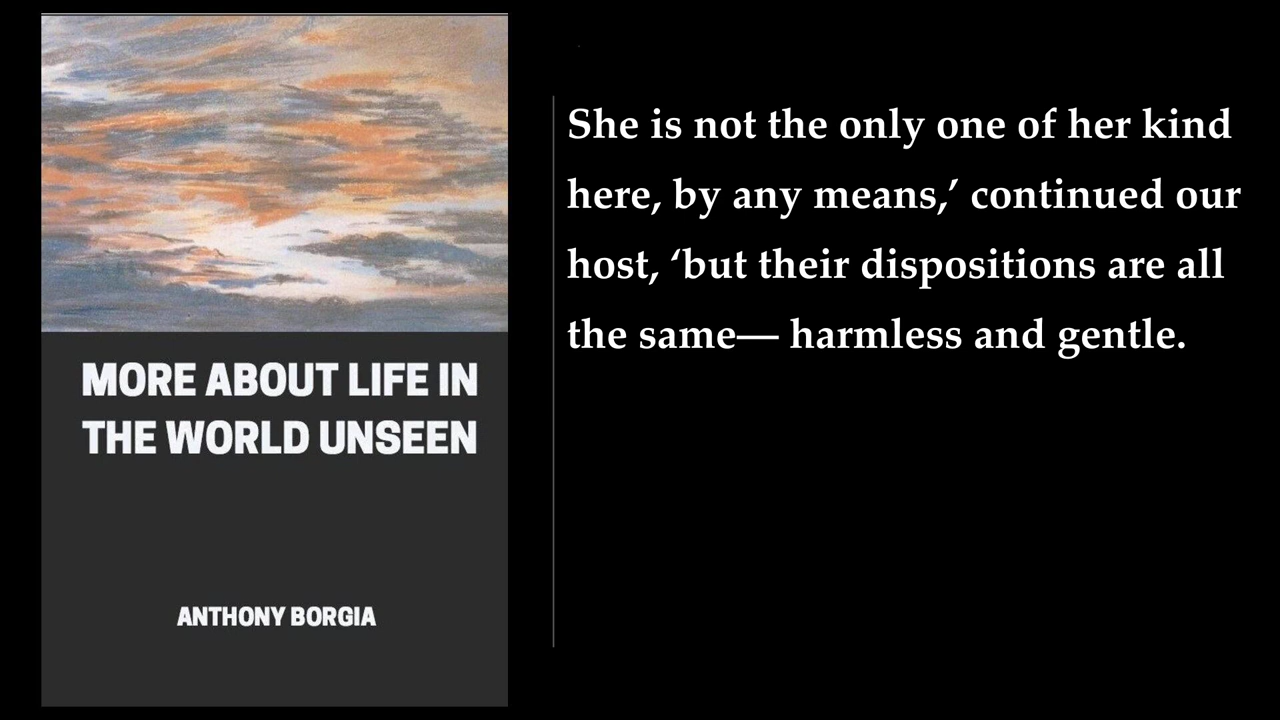 MORE ABOUT LIFE IN
THE WORLD UNSEEN
ANTHONY BORGIA
She is not the only one of her kind
here, by any means,’ continued our
host, ‘but their dispositions are all
the same— harmless and gentle.